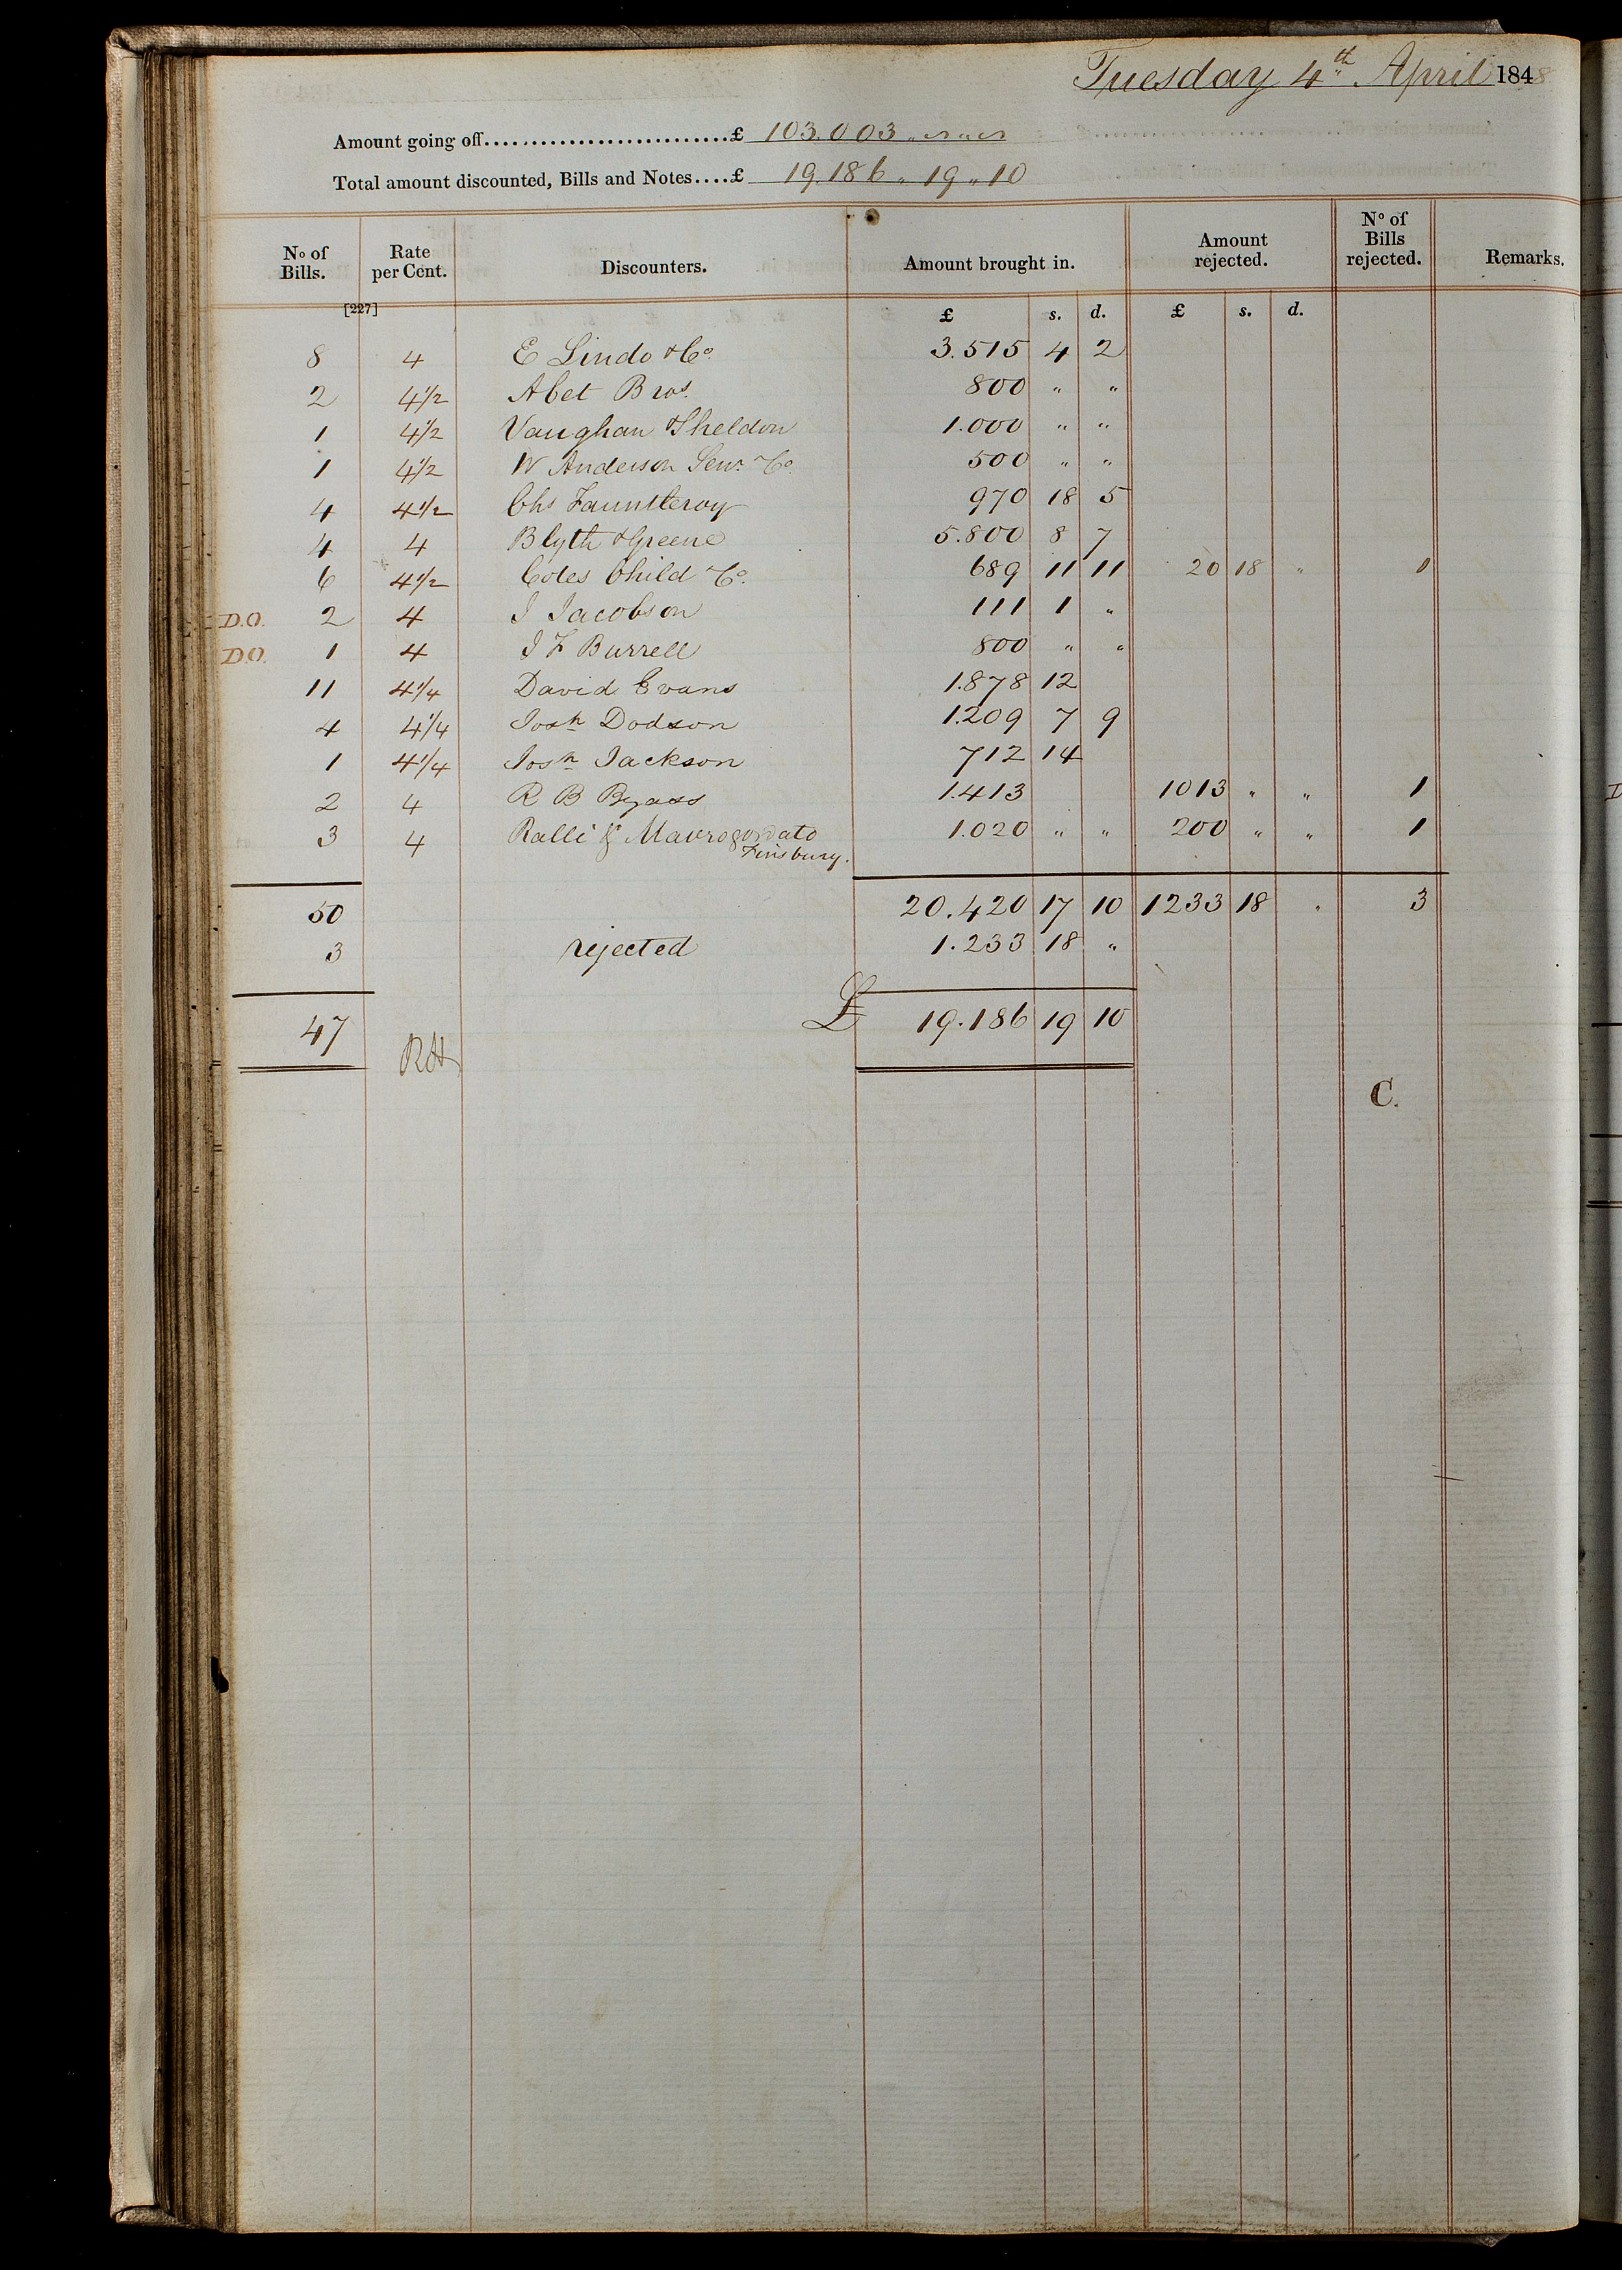 Tuesday 4th April 1848
Amount going off...........................£ 103.003 „ „
Total amount discounted, Bills and Notes....£ 19.186 „ 19 „ 10
No of Bills. Rate per Cent. Discounters. Amount brought in. Amount rejected. No of Bills rejected. Remarks.
[227] £ s. d. £ s. d.
8 4 E Lindo & Co. 3.515 4 2
2 4½ Abet Bros. 800 „ „
1 4½ Vaughan & Sheldon 1.000 „ „
1 4½ W Anderson Senr & Co. 500 „ „
4 4½ Chs Fauntleroy 970 18 5
4 4 Blyth & Greene 5.800 8 7
6 4½ Coles Child & Co. 689 11 11 20 18 „ 1
D.O. 2 4 J Jacobson 111 1 „
D.O. 1 4 J F Burrell 800 „ „
11 4¼ David Evans 1.878 12
4 4¼ Josh Dodson 1.209 7 9
1 4¼ Josh Jackson 712 14
2 4 R B Byass 1.413 1013 „ „ 1
3 4 Ralli & Mavrogordato 1.020 „ „ 200 „ „ 1
Finsbury.
50 20.420 17 10 1233 18 „ 3
3 rejected 1.233 18 „
47 £ 19.186 19 10
RH
C.